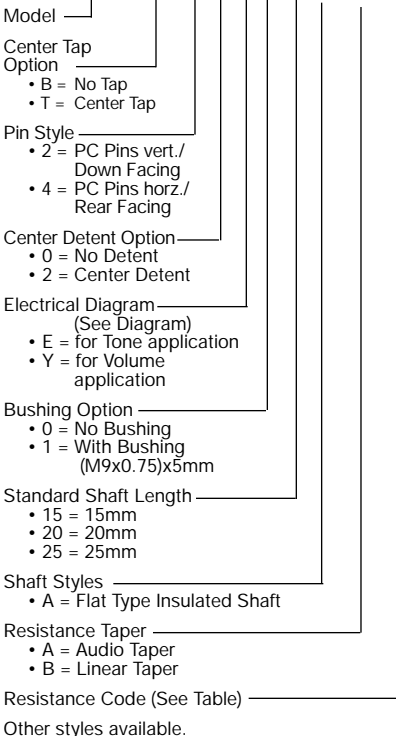 Model
Center Tap
Option
• B = No Tap
• T = Center Tap
Pin Style
• 2 = PC Pins vert./
Down Facing
• 4 = PC Pins horz./
Rear Facing
Center Detent Option
• 0 = No Detent
• 2 = Center Detent
Electrical Diagram
(See Diagram)
• E = for Tone application
• Y = for Volume
application
Bushing Option
• 0 = No Bushing
• 1 = With Bushing
(M9x0.75)x5mm
Standard Shaft Length
• 15 = 15mm
• 20 = 20mm
• 25 = 25mm
Shaft Styles
• A = Flat Type Insulated Shaft
Resistance Taper
• A = Audio Taper
• B = Linear Taper
Resistance Code (See Table)
Other styles available.